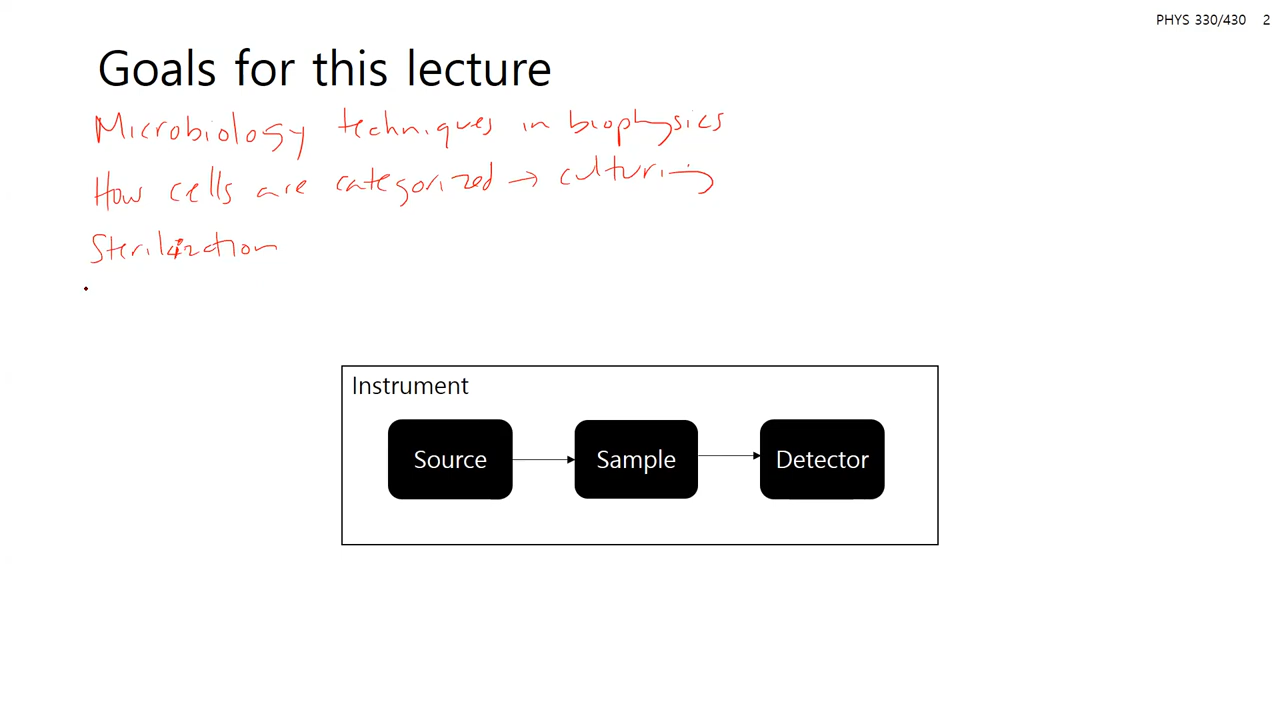 PHYS 330/430 2
Goals for this lecture
Microbiology techniques in biophysics
How cells are categorized → culturing
Sterilization
Instrument
Source
Sample
Detector